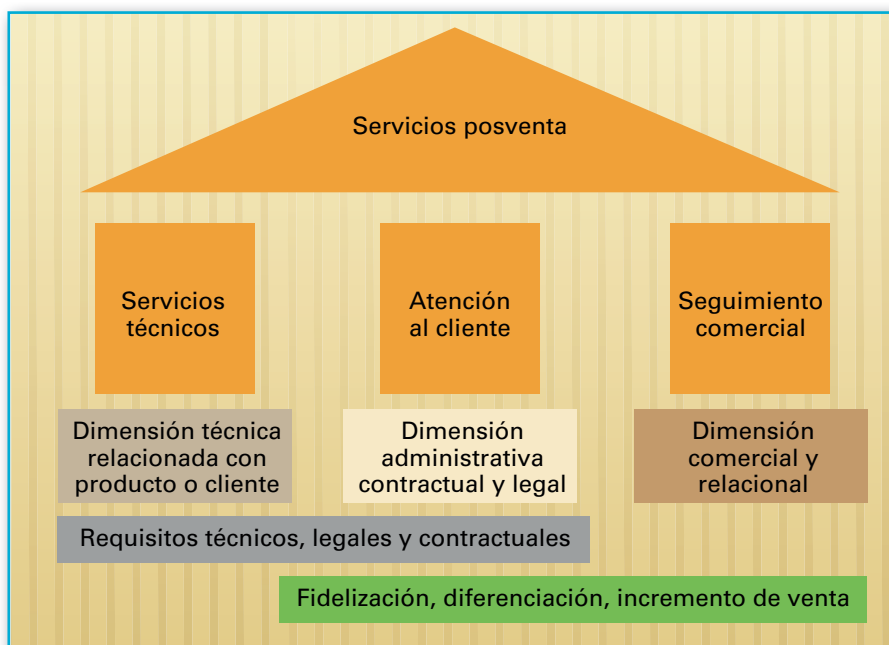 Servicios posventa
Servicios
técnicos
Atención
al cliente
Seguimiento
comercial
Dimensión técnica
relacionada con
producto o cliente
Dimensión
administrativa
contractual y legal
Dimensión
comercial y
relacional
Requisitos técnicos, legales y contractuales
Fidelización, diferenciación, incremento de venta